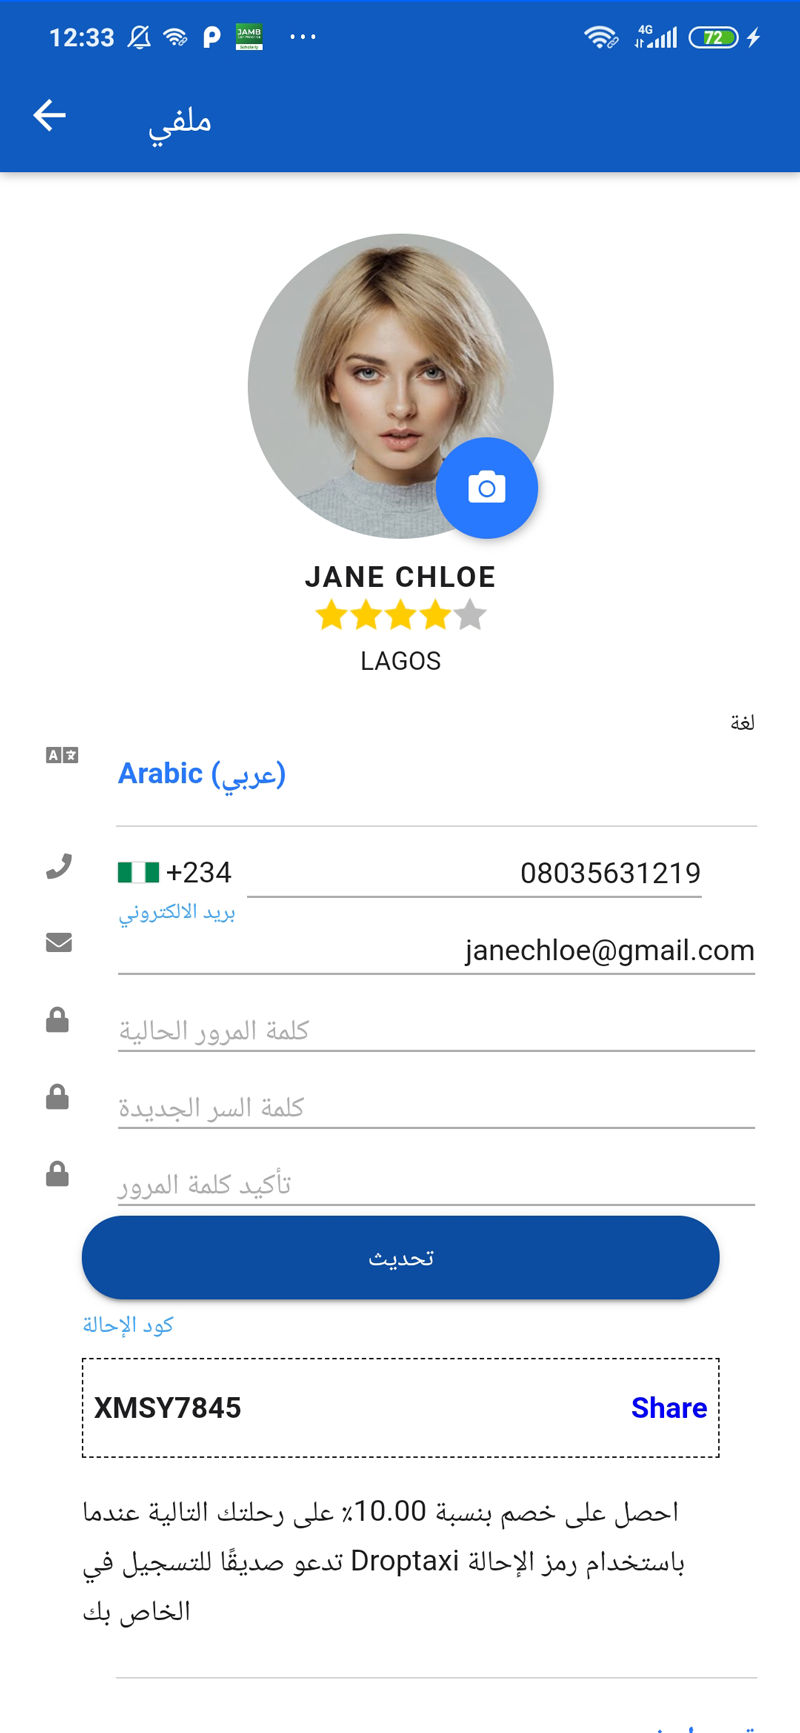 12:33
JAMB
4G
72
ملفي
JANE CHLOE
LAGOS
لغة
Arabic (عربي)
+234
08035631219
بريد الالكتروني
janechloe@gmail.com
كلمة المرور الحالية
كلمة السر الجديدة
تأكيد كلمة المرور
تحديث
كود الإحالة
XMSY7845
Share
احصل على خصم بنسبة 10.00٪ على رحلتك التالية عندما
تدعو صديقًا للتسجيل في Droptaxi باستخدام رمز الإحالة
الخاص بك